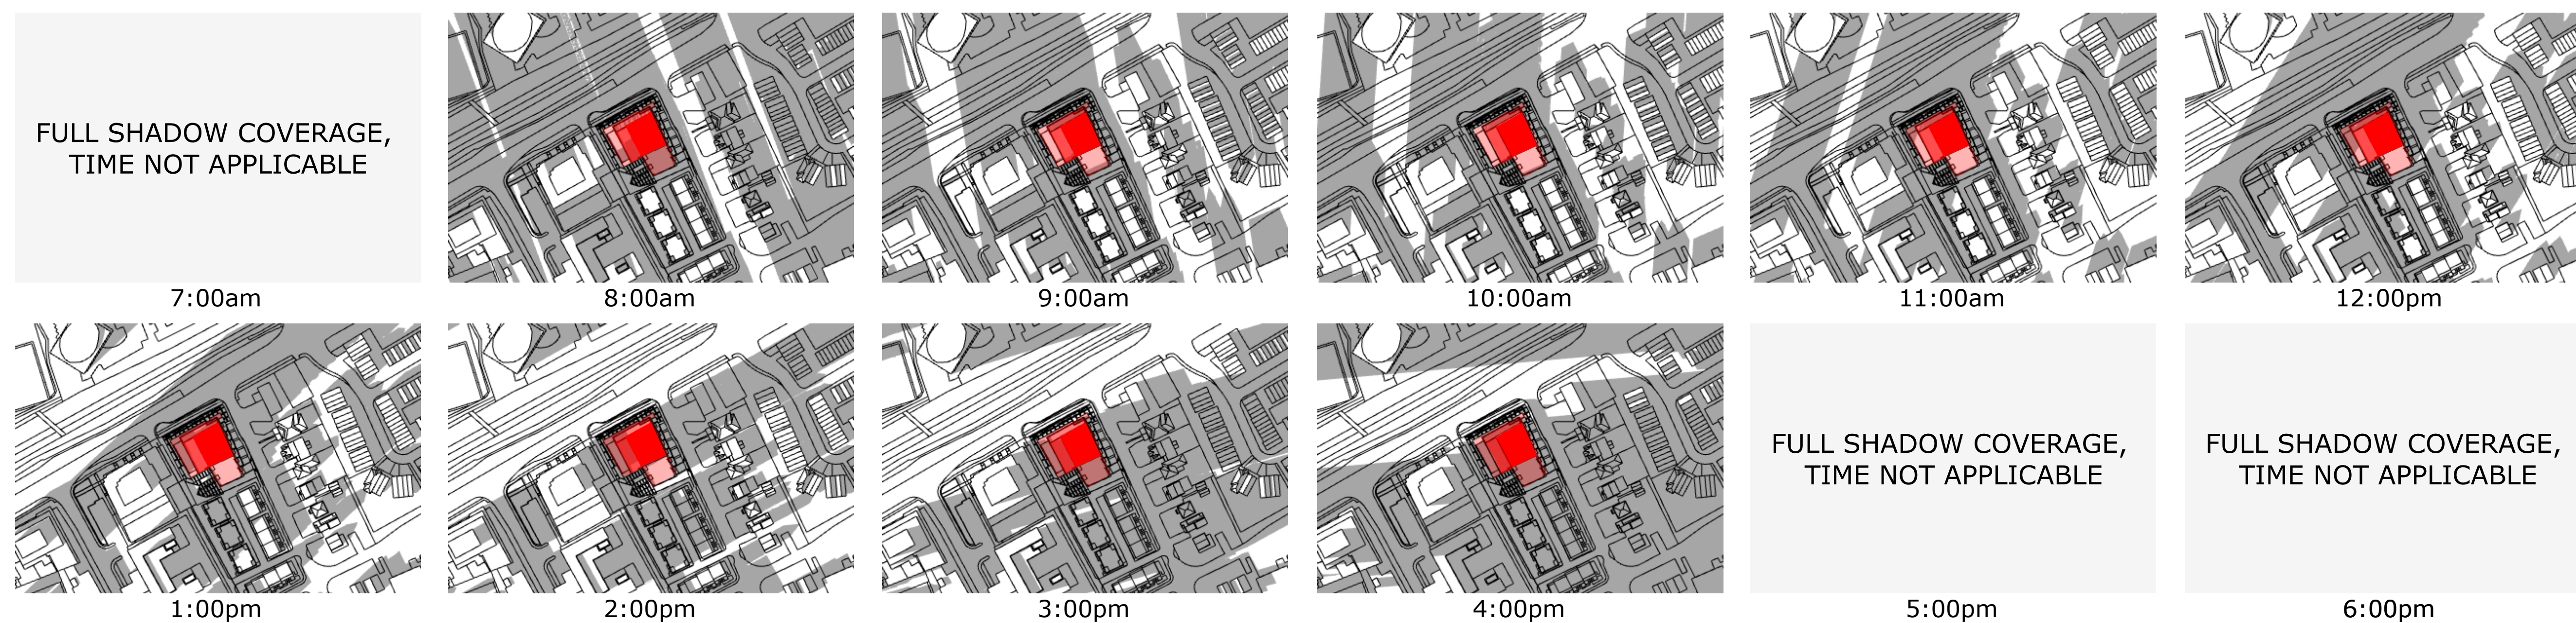 FULL SHADOW COVERAGE,
TIME NOT APPLICABLE
7:00am
8:00am
9:00am
10:00am
11:00am
12:00pm
1:00pm
2:00pm
3:00pm
4:00pm
FULL SHADOW COVERAGE,
TIME NOT APPLICABLE
5:00pm
FULL SHADOW COVERAGE,
TIME NOT APPLICABLE
6:00pm